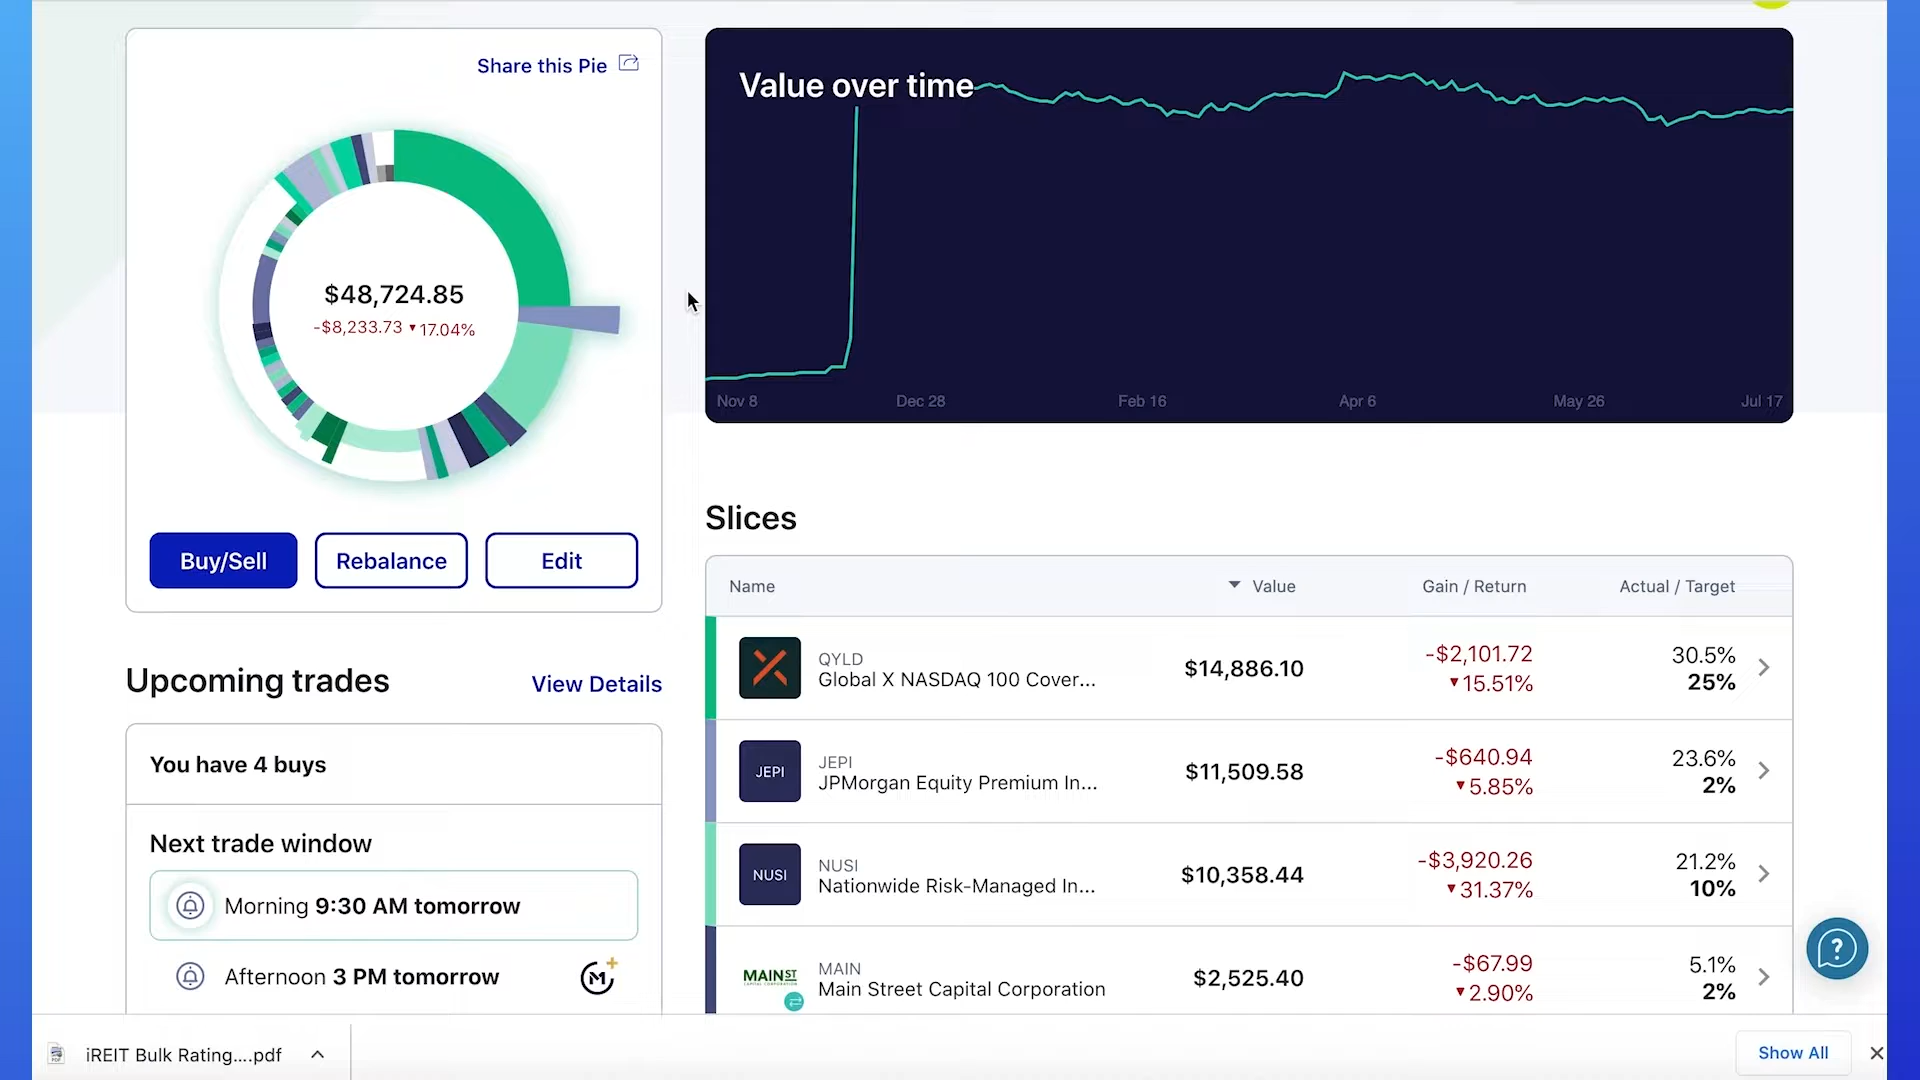 Share this Pie
$48,724.85
-$8,233.73 ▼ 17.04%
Buy/Sell
Rebalance
Edit
Upcoming trades
View Details
You have 4 buys
Next trade window
Morning 9:30 AM tomorrow
Afternoon 3 PM tomorrow
M+
Value over time
Nov 8
Dec 28
Feb 16
Apr 6
May 26
Jul 17
Slices
Name
▼ Value
Gain / Return
Actual / Target
QYLD
Global X NASDAQ 100 Cover...
$14,886.10
-$2,101.72
▼15.51%
30.5%
25%
JEPI
JEPI
JPMorgan Equity Premium In...
$11,509.58
-$640.94
▼5.85%
23.6%
2%
NUSI
NUSI
Nationwide Risk-Managed In...
$10,358.44
-$3,920.26
▼31.37%
21.2%
10%
MAIN ST
CAPITAL CORPORATION
MAIN
Main Street Capital Corporation
$2,525.40
-$67.99
▼2.90%
5.1%
2%
?
iREIT Bulk Rating....pdf
Show All